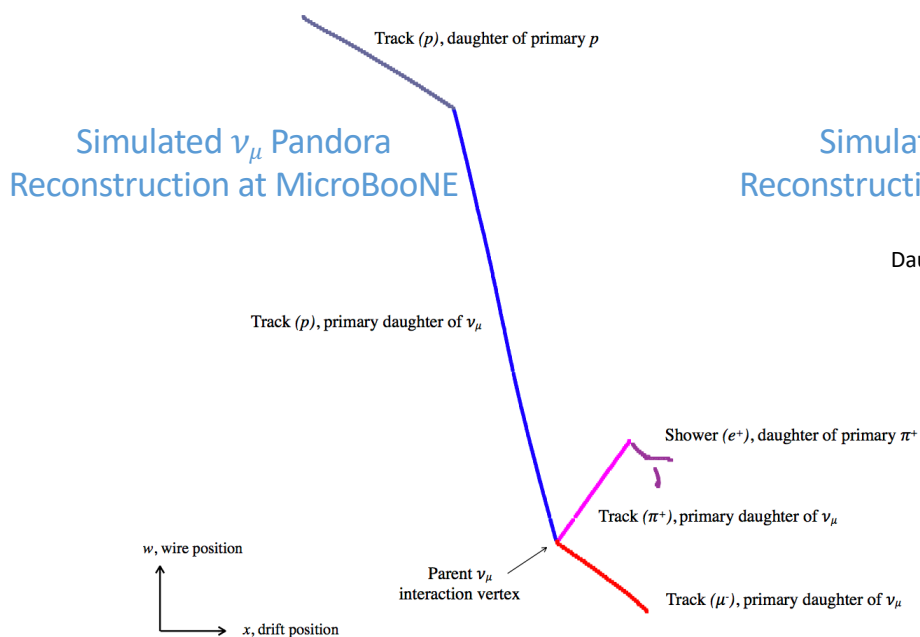 Track (p), daughter of primary p
Simulated νμ Pandora
Reconstruction at MicroBooNE
Simulat
Reconstructi
Dau
Track (p), primary daughter of νμ
Shower (e⁺), daughter of primary π⁺
Track (π⁺), primary daughter of νμ
Parent νμ
interaction vertex
Track (μ⁻), primary daughter of νμ
w, wire position
x, drift position